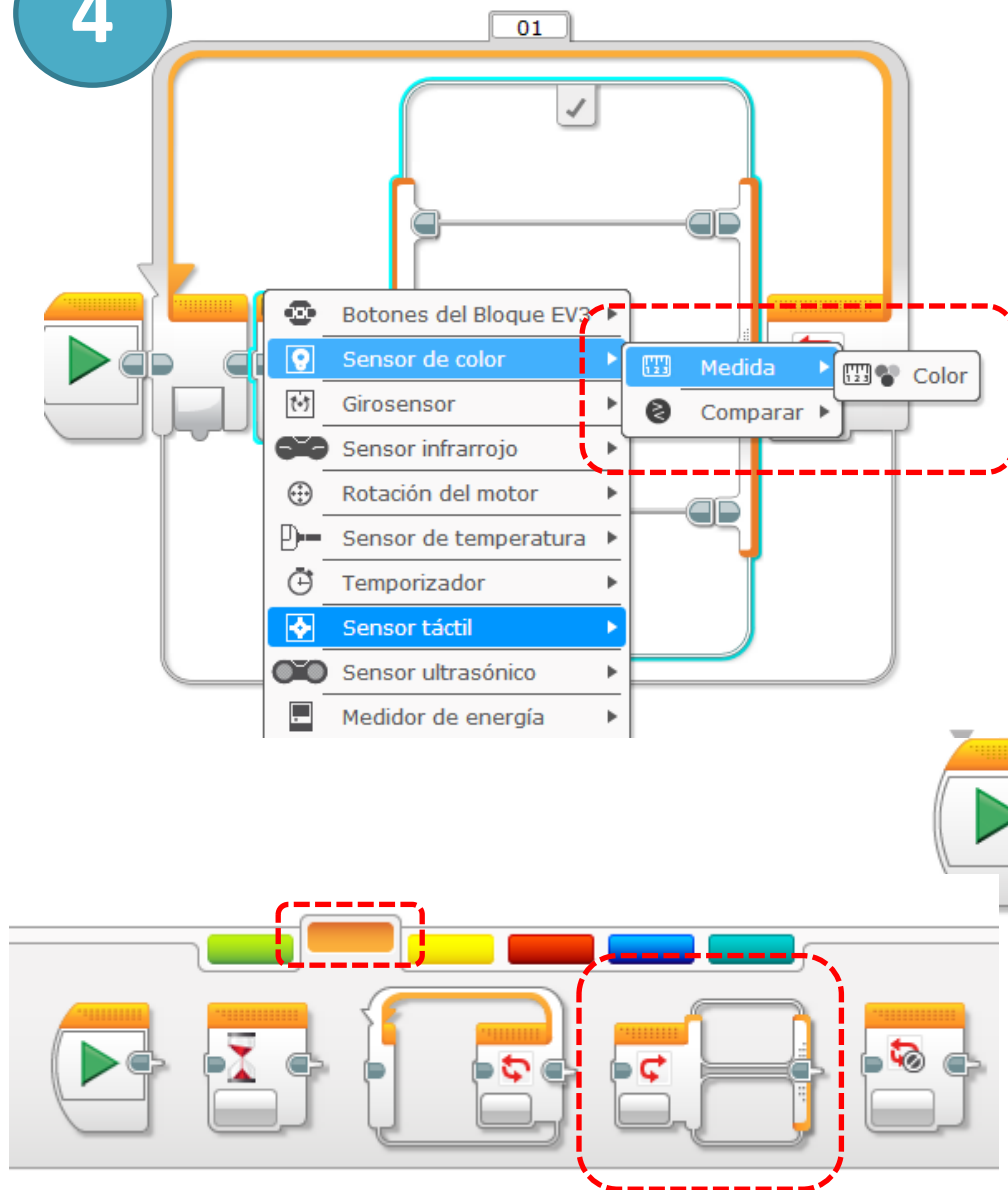 4
01
Botones del Bloque EV3
Sensor de color
Medida
Color
Girosensor
Comparar
Sensor infrarrojo
Rotación del motor
Sensor de temperatura
Temporizador
Sensor táctil
Sensor ultrasónico
Medidor de energía